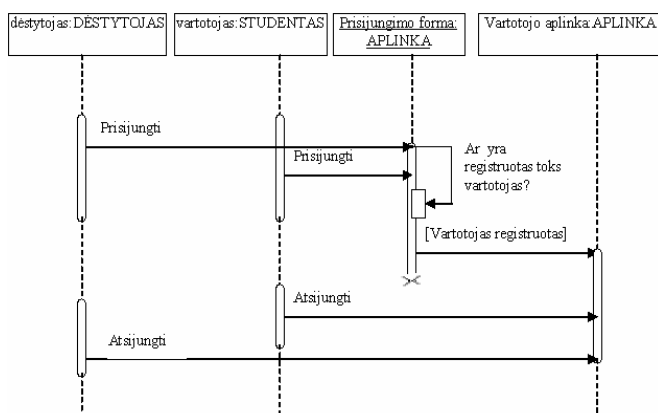 dėstytojas:DĖSTYTOJAS
vartotojas:STUDENTAS
Prisijungimo forma:
APLINKA
Vartotojo aplinka:APLINKA
Prisijungti
Prisijungti
Ar yra
registruotas toks
vartotojas?
[Vartotojas registruotas]
Atsijungti
Atsijungti